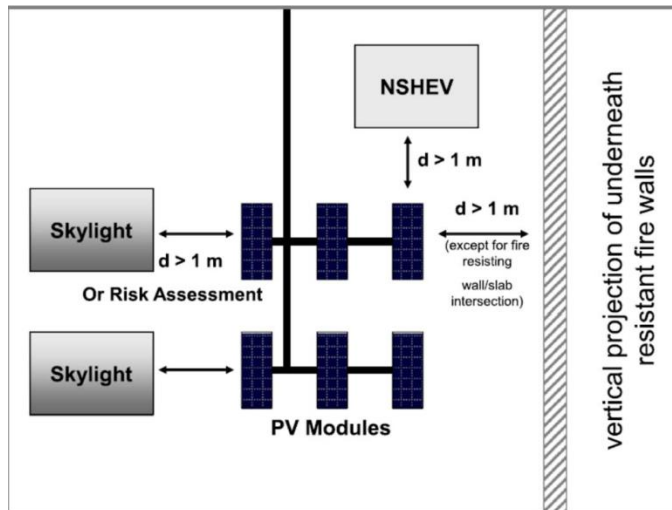 NSHEV
d > 1 m
d > 1 m
(except for fire
resisting
wall/slab
intersection)
Skylight
d > 1 m
Or Risk Assessment
Skylight
PV Modules
vertical projection of underneath
resistant fire walls